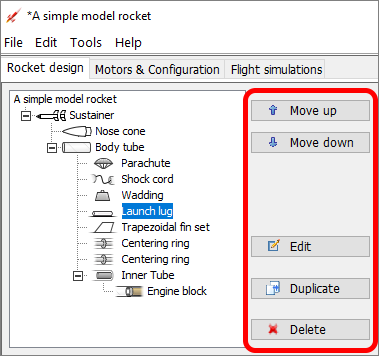 *A simple model rocket
File Edit Tools Help
Rocket design Motors & Configuration Flight simulations
A simple model rocket
Sustainer
Nose cone
Body tube
Parachute
Shock cord
Wadding
Launch lug
Trapezoidal fin set
Centering ring
Centering ring
Inner Tube
Engine block
Move up
Move down
Edit
Duplicate
Delete